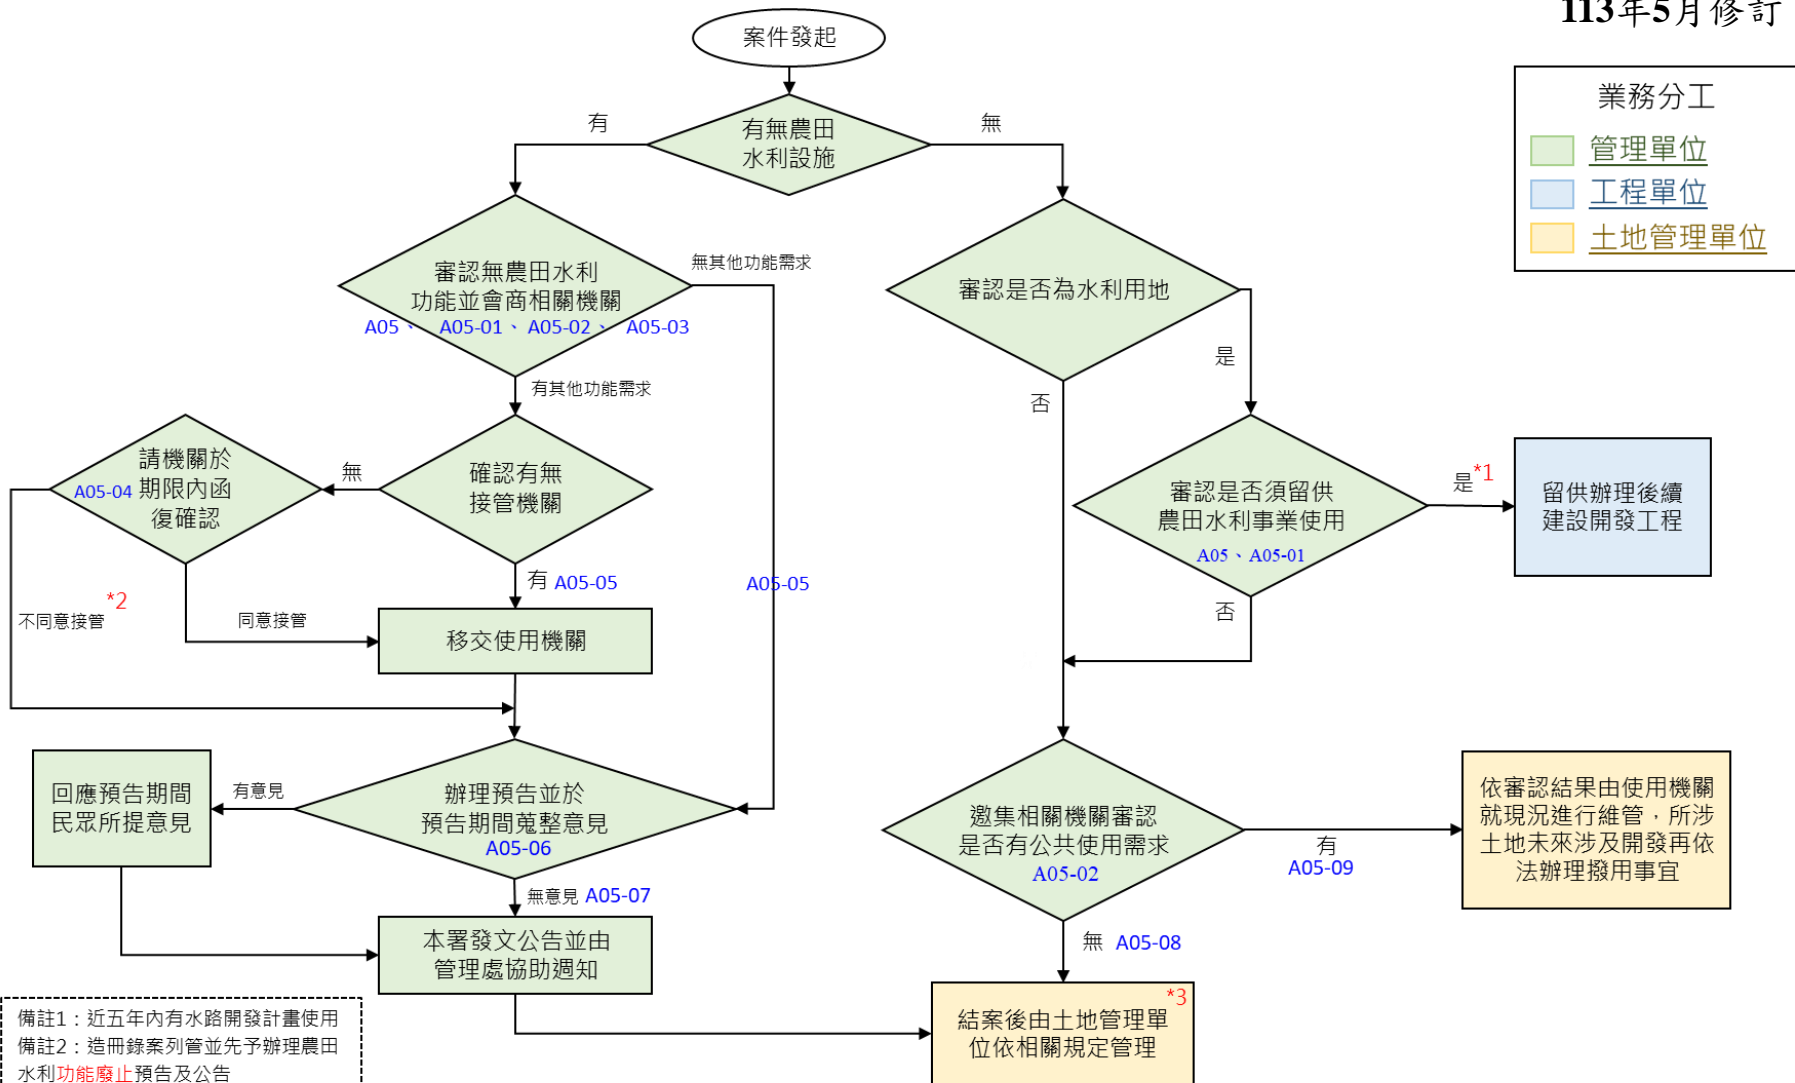 113年5月修訂
案件發起
業務分工
管理單位
工程單位
土地管理單位
有無農田
水利設施
有
無
審認無農田水利
功能並會商相關機關
A05、 A05-01、A05-02、 A05-03
無其他功能需求
審認是否為水利用地
是
否
有其他功能需求
請機關於
期限內函
復確認
A05-04
無
確認有無
接管機關
審認是否須留供
農田水利事業使用
A05、A05-01
是*1
留供辦理後續
建設開發工程
有 A05-05
A05-05
否
不同意接管*2
同意接管
移交使用機關
回應預告期間
民眾所提意見
有意見
辦理預告並於
預告期間蒐整意見
A05-06
邀集相關機關審認
是否有公共使用需求
A05-02
有
A05-09
依審認結果由使用機關
就現況進行維管，所涉
土地未來涉及開發再依
法辦理撥用事宜
無意見 A05-07
本署發文公告並由
管理處協助週知
無 A05-08
*3
結案後由土地管理單
位依相關規定管理
備註1：近五年內有水路開發計畫使用
備註2：造冊錄案列管並先予辦理農田
水利功能廢止預告及公告